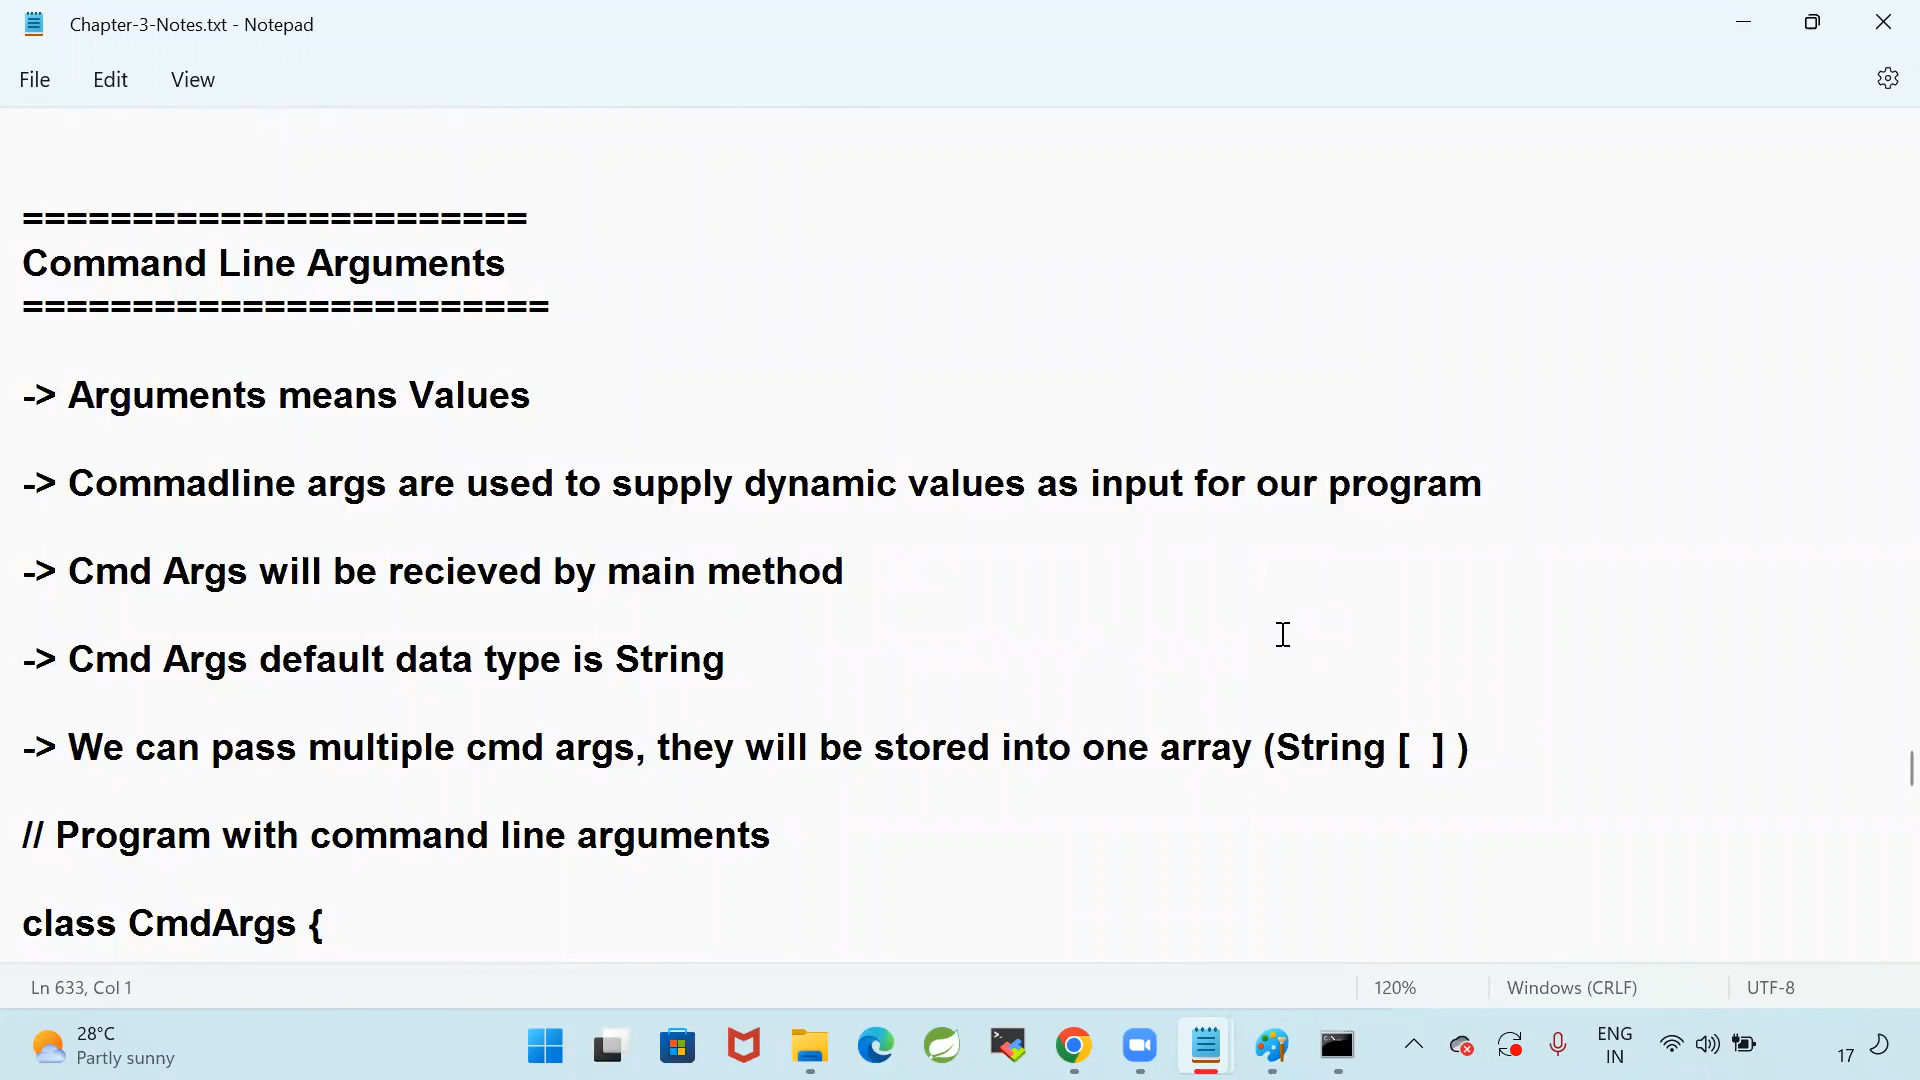 Chapter-3-Notes.txt - Notepad
File Edit View
=======================
Command Line Arguments
========================
-> Arguments means Values
-> Commadline args are used to supply dynamic values as input for our program
-> Cmd Args will be recieved by main method
-> Cmd Args default data type is String
-> We can pass multiple cmd args, they will be stored into one array (String [  ] )
// Program with command line arguments
class CmdArgs {
Ln 633, Col 1 120% Windows (CRLF) UTF-8
28°C
Partly sunny
ENG
IN
17